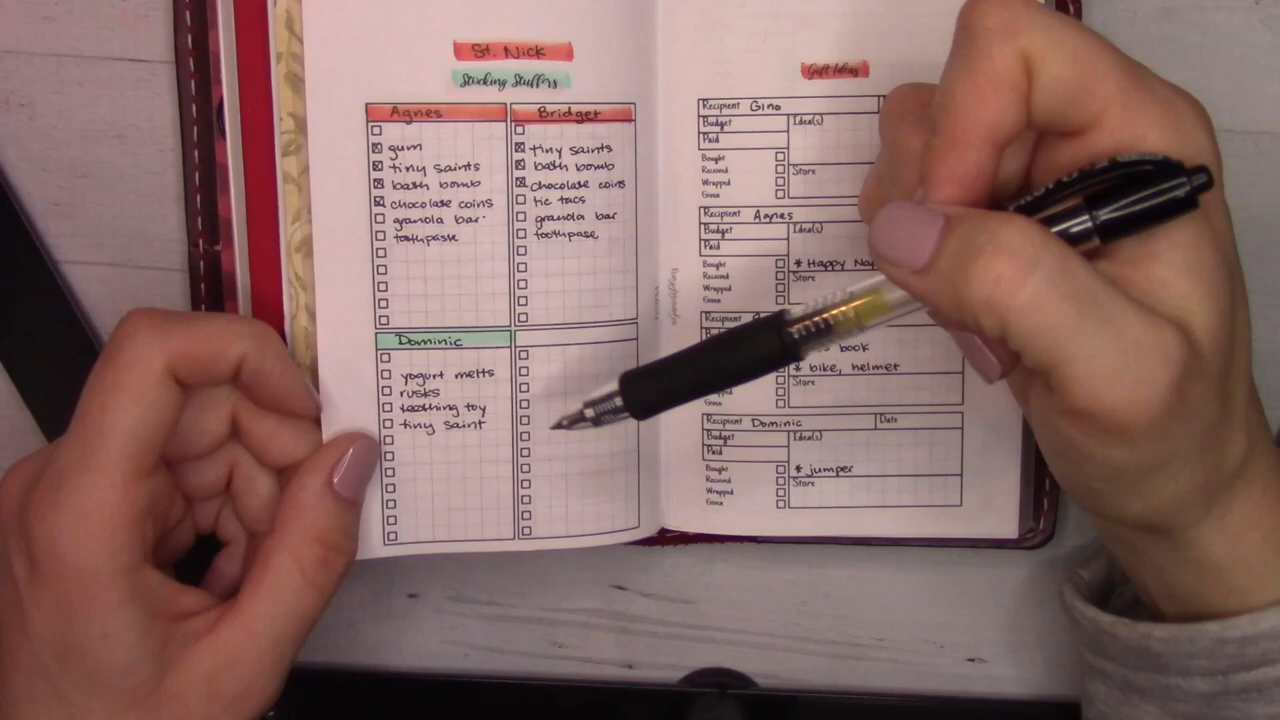 St. Nick
Stocking Stuffers
Agnes
gum
tiny saints
bath bomb
chocolate coins
granola bar
toothpaste
Bridget
tiny saints
bath bomb
chocolate coins
tic tacs
granola bar
toothpase
Dominic
yogurt melts
rusks
teething toy
tiny saint
Gift Ideas
Recipient Gino
Budget
Idea(s)
Paid
Bought
Received
Store
Wrapped
Given
Recipient Agnes
Budget
Idea(s)
Paid
Bought
* Happy
Received
Store
Wrapped
Given
book
* bike, helmet
Store
Given
Recipient Dominic
Date
Budget
Idea(s)
Paid
Bought
* jumper
Received
Store
Wrapped
Given